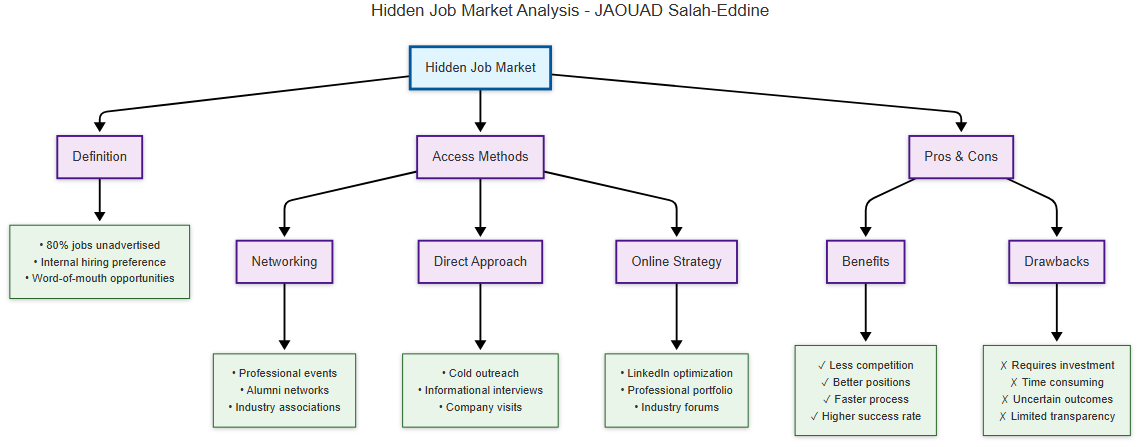 Hidden Job Market Analysis - JAOUAD Salah-Eddine
Hidden Job Market
Definition
Access Methods
Pros & Cons
• 80% jobs unadvertised
• Internal hiring preference
• Word-of-mouth opportunities
Networking
Direct Approach
Online Strategy
Benefits
Drawbacks
• Professional events
• Alumni networks
• Industry associations
• Cold outreach
• Informational interviews
• Company visits
• LinkedIn optimization
• Professional portfolio
• Industry forums
✓ Less competition
✓ Better positions
✓ Faster process
✓ Higher success rate
✗ Requires investment
✗ Time consuming
✗ Uncertain outcomes
✗ Limited transparency